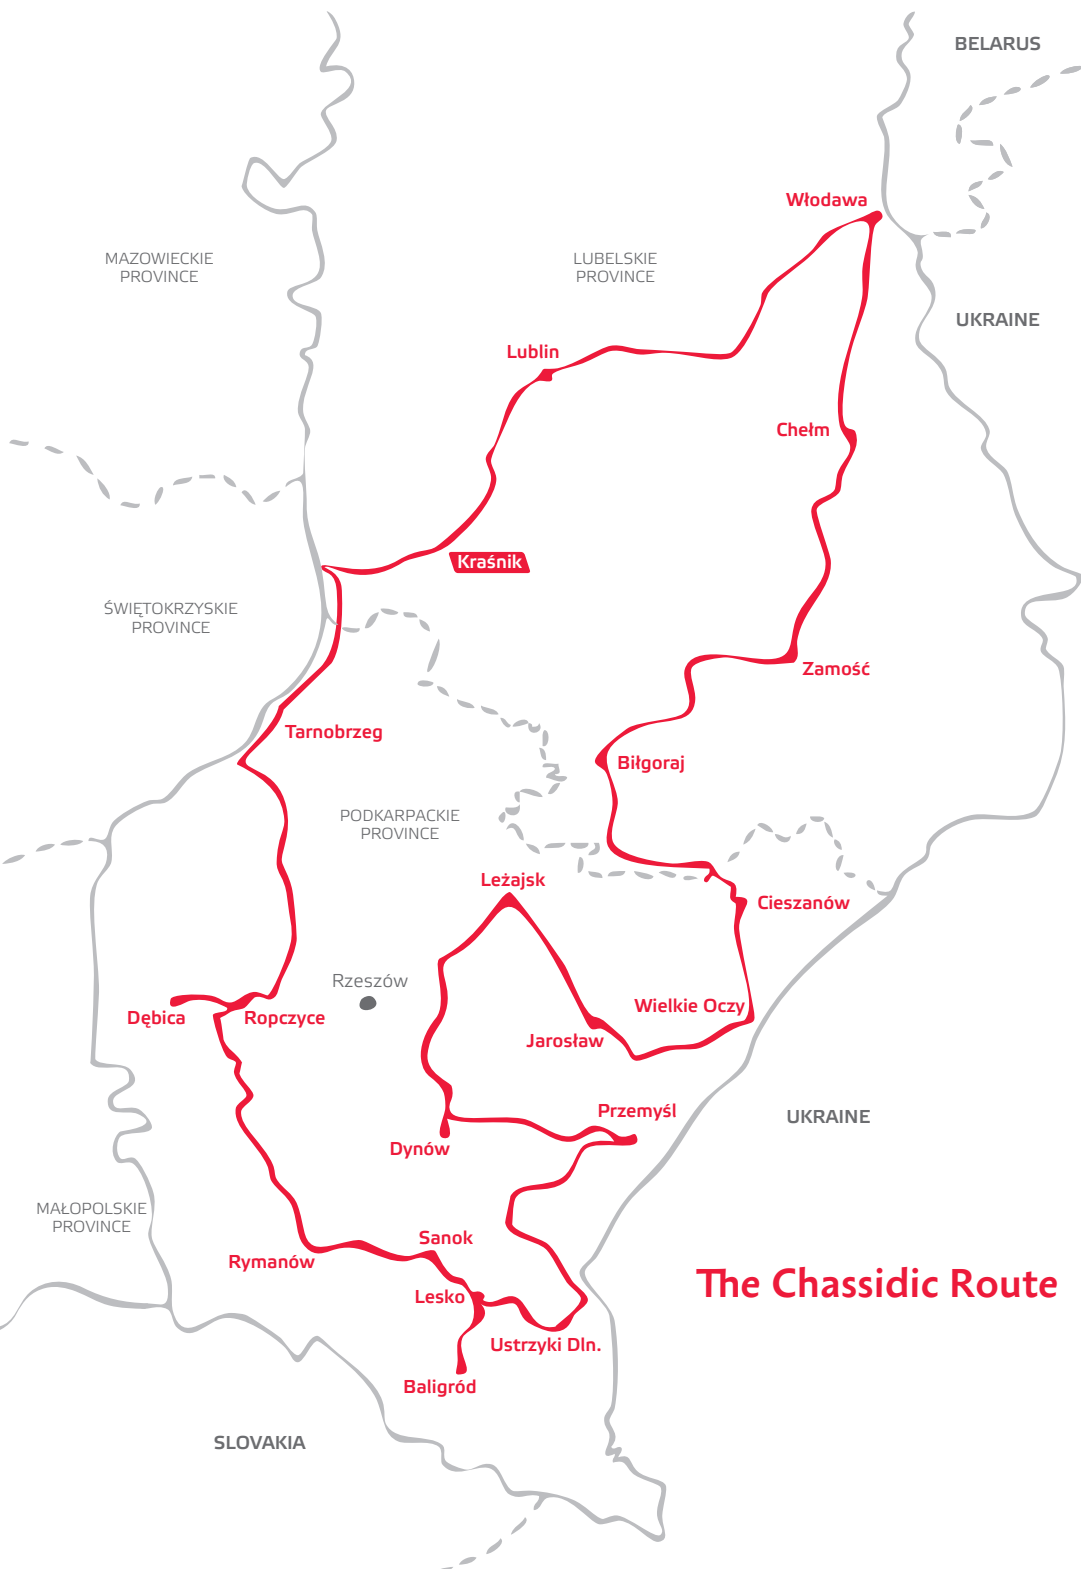 BELARUS
Włodawa
MAZOWIECKIE
PROVINCE
LUBELSKIE
PROVINCE
UKRAINE
Lublin
Chełm
Kraśnik
ŚWIĘTOKRZYSKIE
PROVINCE
Zamość
Tarnobrzeg
Biłgoraj
PODKARPACKIE
PROVINCE
Leżajsk
Cieszanów
Rzeszów
Wielkie Oczy
Dębica
Ropczyce
Jarosław
Przemyśl
UKRAINE
Dynów
MAŁOPOLSKIE
PROVINCE
Sanok
Rymanów
The Chassidic Route
Lesko
Ustrzyki Dln.
Baligród
SLOVAKIA